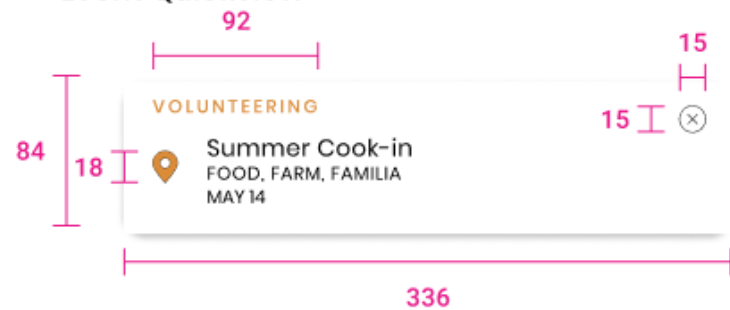 92
15
VOLUNTEERING
15
84
18
Summer Cook-in
FOOD, FARM, FAMILIA
MAY 14
336